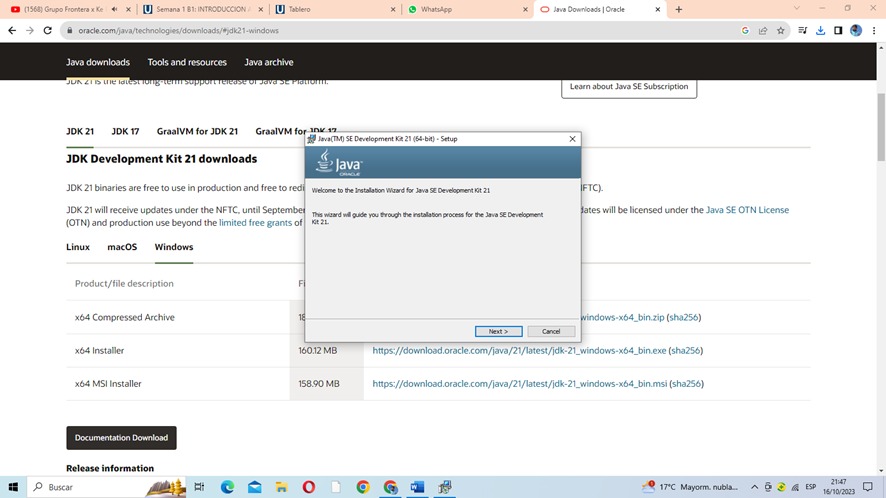 (1568) Grupo Frontera x Ke
Semana 1 B1: INTRODUCCION A
Tablero
WhatsApp
Java Downloads | Oracle
oracle.com/java/technologies/downloads/#jdk21-windows
Java downloads
Tools and resources
Java archive
JDK 21 is the latest long-term support release of Java SE Platform.
Learn about Java SE Subscription
JDK 21
JDK 17
GraalVM for JDK 21
GraalVM for JDK 17
Java(TM) SE Development Kit 21 (64-bit) - Setup
Java
ORACLE
Welcome to the Installation Wizard for Java SE Development Kit 21
This wizard will guide you through the installation process for the Java SE Development
Kit 21.
Next >
Cancel
JDK Development Kit 21 downloads
JDK 21 binaries are free to use in production and free to redi
FTC).
JDK 21 will receive updates under the NFTC, until September
dates will be licensed under the Java SE OTN License
(OTN) and production use beyond the limited free grants of
Linux
macOS
Windows
Product/file description
Fi
x64 Compressed Archive
18
windows-x64_bin.zip (sha256)
x64 Installer
160.12 MB
https://download.oracle.com/java/21/latest/jdk-21_windows-x64_bin.exe (sha256)
x64 MSI Installer
158.90 MB
https://download.oracle.com/java/21/latest/jdk-21_windows-x64_bin.msi (sha256)
Documentation Download
Release information
Buscar
17°C Mayorm. nubla...
ESP
21:47
16/10/2023